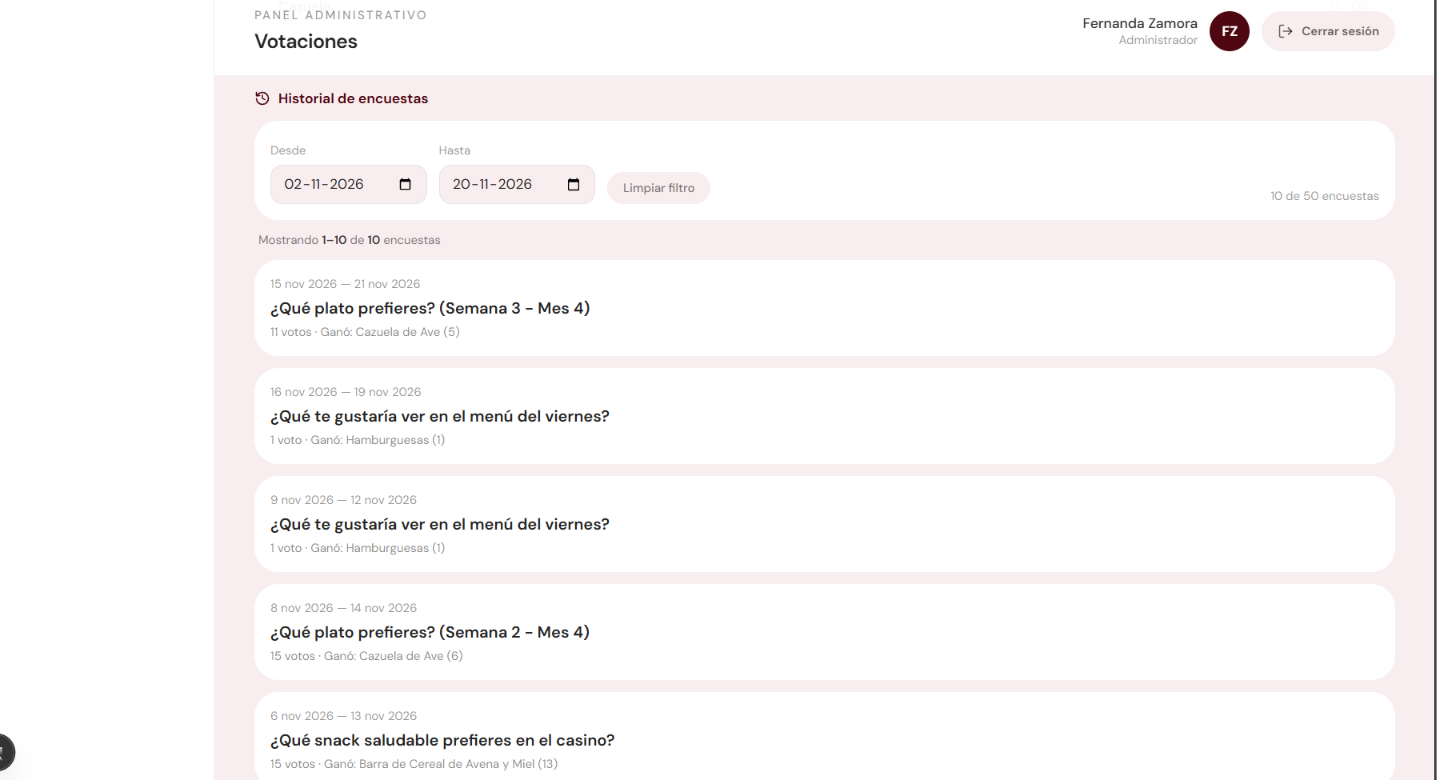 PANEL ADMINISTRATIVO
Votaciones
Fernanda Zamora
Administrador
FZ
Cerrar sesión
Historial de encuestas
Desde
Hasta
02-11-2026
20-11-2026
Limpiar filtro
10 de 50 encuestas
Mostrando 1–10 de 10 encuestas
15 nov 2026 — 21 nov 2026
¿Qué plato prefieres? (Semana 3 - Mes 4)
11 votos · Ganó: Cazuela de Ave (5)
16 nov 2026 — 19 nov 2026
¿Qué te gustaría ver en el menú del viernes?
1 voto · Ganó: Hamburguesas (1)
9 nov 2026 — 12 nov 2026
¿Qué te gustaría ver en el menú del viernes?
1 voto · Ganó: Hamburguesas (1)
8 nov 2026 — 14 nov 2026
¿Qué plato prefieres? (Semana 2 - Mes 4)
15 votos · Ganó: Cazuela de Ave (6)
6 nov 2026 — 13 nov 2026
¿Qué snack saludable prefieres en el casino?
15 votos · Ganó: Barra de Cereal de Avena y Miel (13)